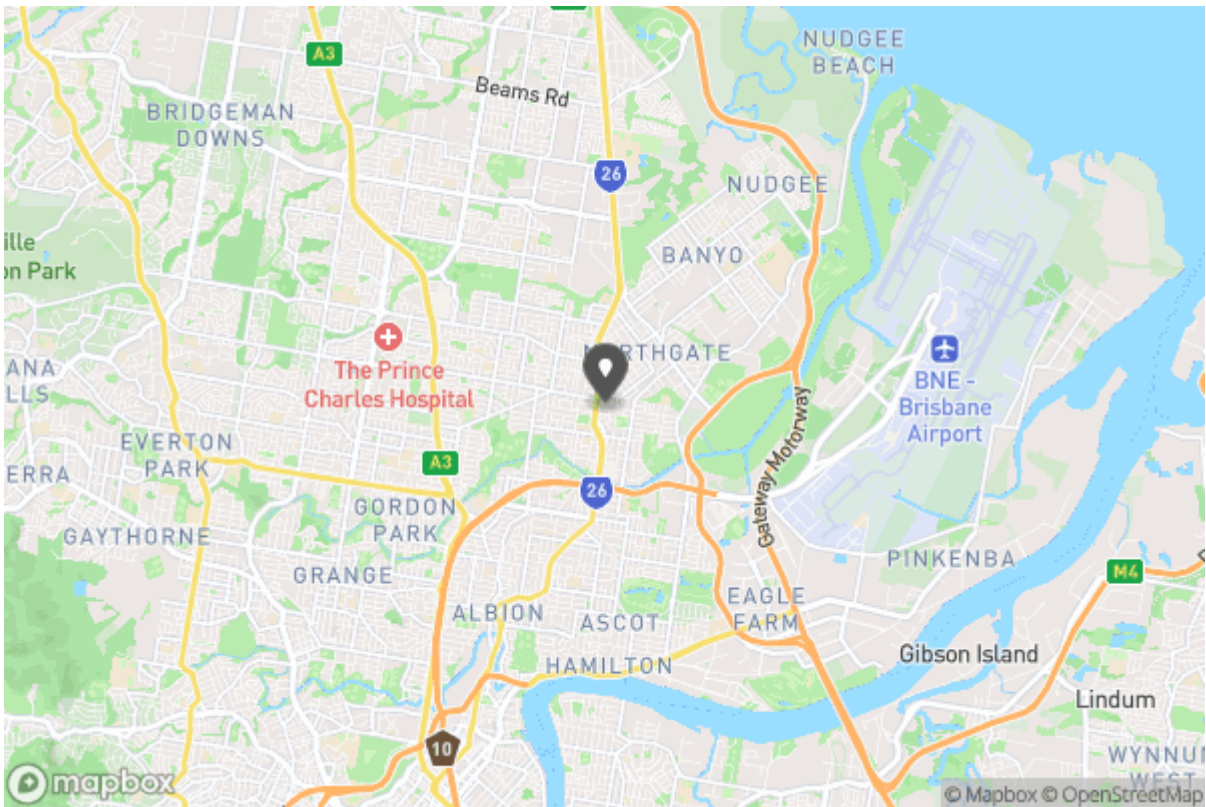 NUDGEE
BEACH
A3
Beams Rd
BRIDGEMAN
DOWNS
26
NUDGEE
BANYO
ille
on Park
NORTHGATE
The Prince
Charles Hospital
BNE -
Brisbane
Airport
ANA
LLS
EVERTON
PARK
ERRA
A3
26
Gateway Motorway
GORDON
PARK
GAYTHORNE
GRANGE
PINKENBA
M4
ALBION
ASCOT
EAGLE
FARM
HAMILTON
Gibson Island
Lindum
10
WYNNUM
WEST
mapbox
© Mapbox © OpenStreetMap